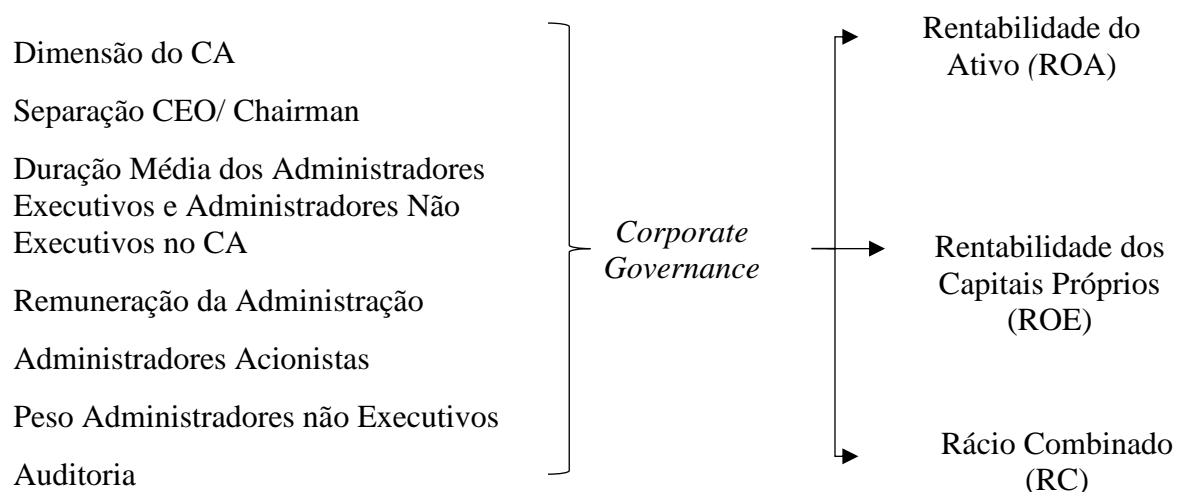 Dimensão do CA
Separação CEO/ Chairman
Duração Média dos Administradores
Executivos e Administradores Não
Executivos no CA
Remuneração da Administração
Administradores Acionistas
Peso Administradores não Executivos
Auditoria
Corporate
Governance
Rentabilidade do
Ativo (ROA)
Rentabilidade dos
Capitais Próprios
(ROE)
Rácio Combinado
(RC)